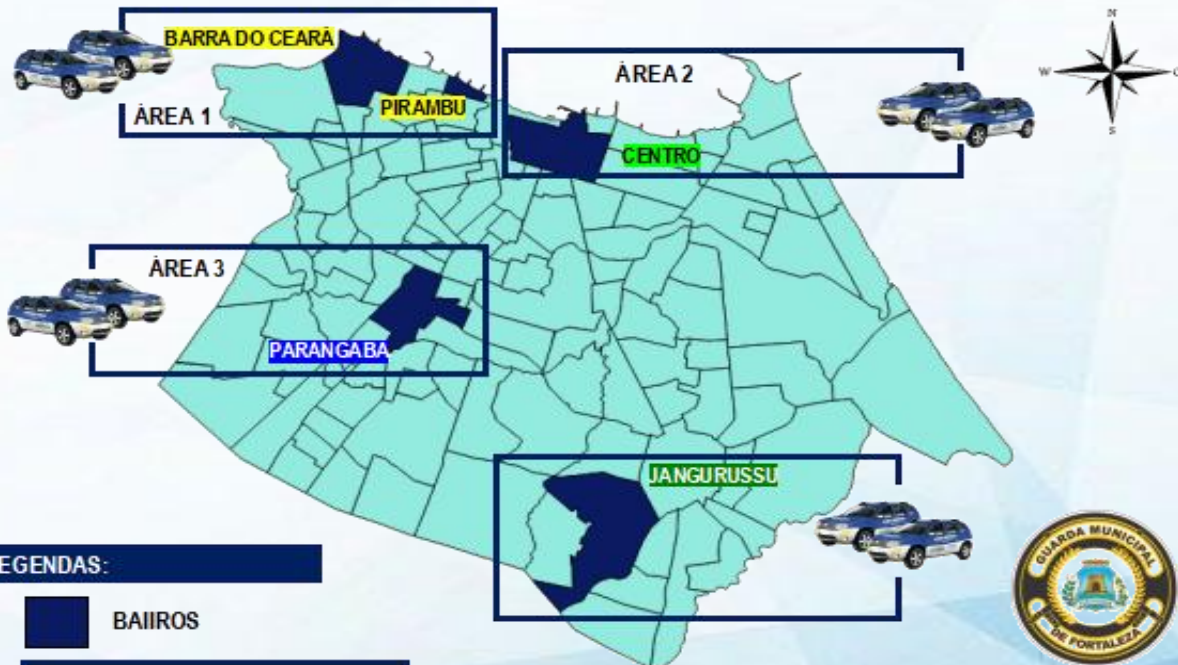 BARRA DO CEARÁ
PIRAMBU
ÁREA 1
ÁREA 2
CENTRO
ÁREA 3
PARANGABA
JANGURUSSU
N
W
S
EGENDAS:
BAIIROS
GUARDA MUNICIPAL
DE FORTALEZA